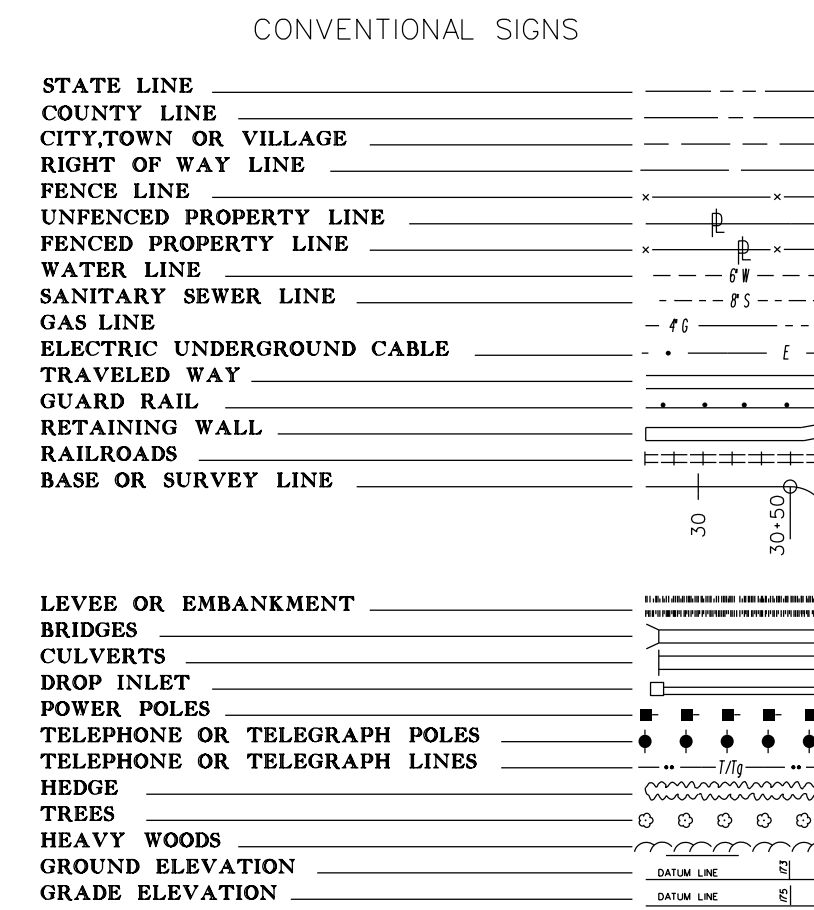 CONVENTIONAL SIGNS
STATE LINE
COUNTY LINE
CITY,TOWN OR VILLAGE
RIGHT OF WAY LINE
FENCE LINE
UNFENCED PROPERTY LINE PL
FENCED PROPERTY LINE PL
WATER LINE 6" W
SANITARY SEWER LINE 8" S
GAS LINE 4" G
ELECTRIC UNDERGROUND CABLE E
TRAVELED WAY
GUARD RAIL
RETAINING WALL
RAILROADS
BASE OR SURVEY LINE
30 30+50
LEVEE OR EMBANKMENT
BRIDGES
CULVERTS
DROP INLET
POWER POLES
TELEPHONE OR TELEGRAPH POLES
TELEPHONE OR TELEGRAPH LINES T/Tg
HEDGE
TREES
HEAVY WOODS
GROUND ELEVATION DATUM LINE 173
GRADE ELEVATION DATUM LINE 175